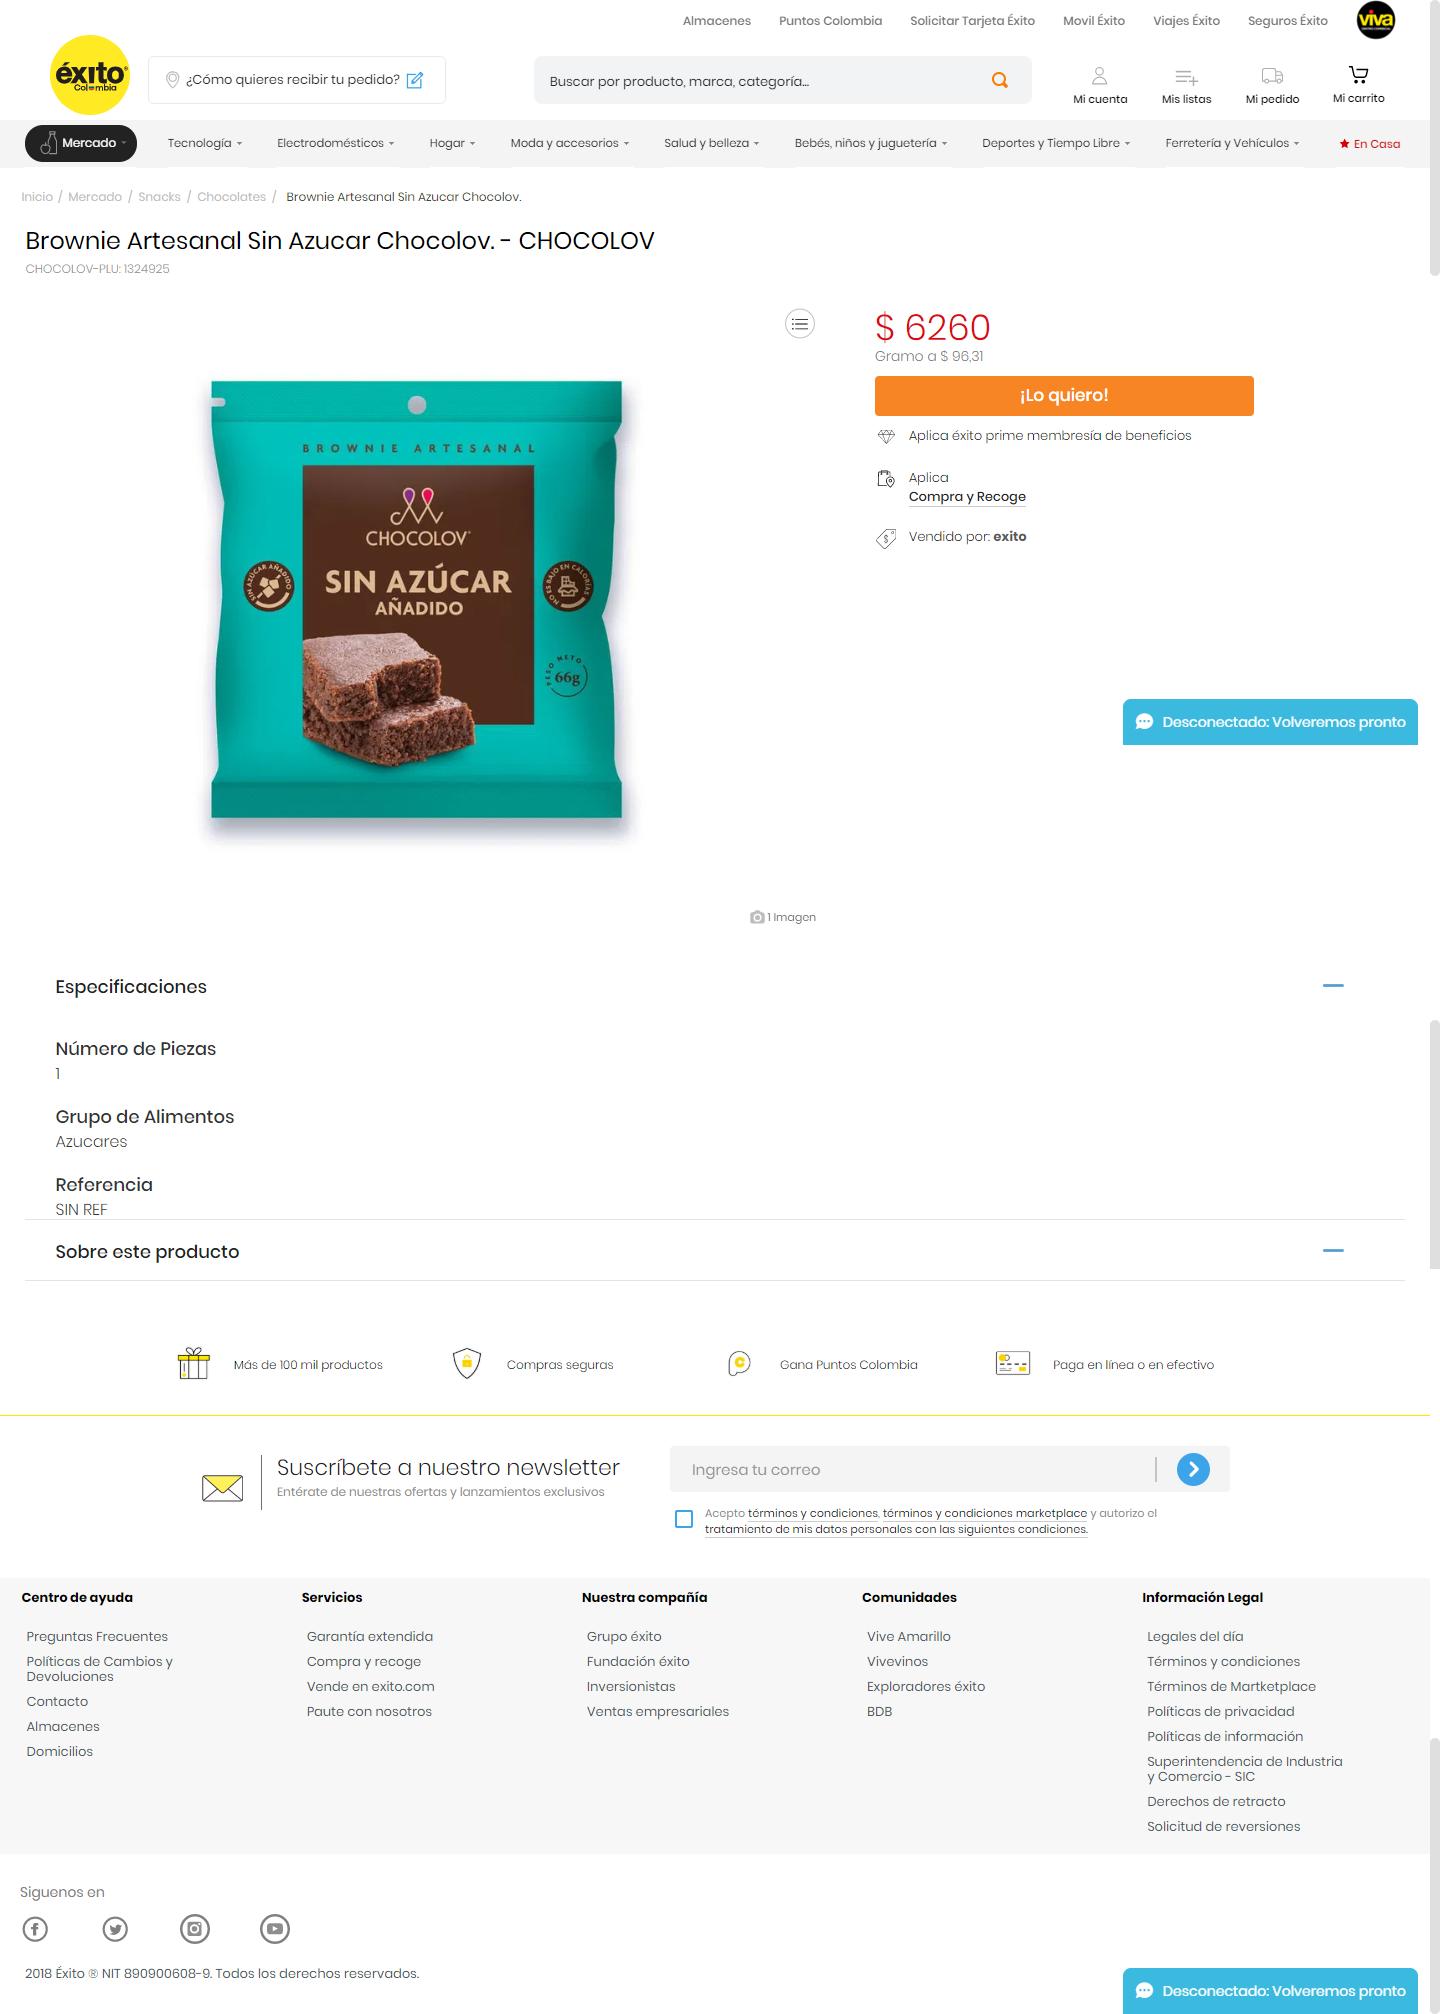 Almacenes Puntos Colombia Solicitar Tarjeta Éxito Movil Éxito Viajes Éxito Seguros Éxito viva
éxito
Colombia
¿Cómo quieres recibir tu pedido?
Buscar por producto, marca, categoría...
Mi cuenta Mis listas Mi pedido Mi carrito
Mercado Tecnología Electrodomésticos Hogar Moda y accesorios Salud y belleza Bebés, niños y juguetería Deportes y Tiempo Libre Ferretería y Vehículos En Casa
Inicio / Mercado / Snacks / Chocolates / Brownie Artesanal Sin Azucar Chocolov.
Brownie Artesanal Sin Azucar Chocolov. - CHOCOLOV
CHOCOLOV-PLU: 1324925
BROWNIE ARTESANAL
CHOCOLOV
SIN AZÚCAR
AÑADIDO
SIN AZÚCAR AÑADIDO
NO ES BAJO EN CALORÍAS
PESO NETO
66g
$ 6260
Gramo a $ 96,31
¡Lo quiero!
Aplica éxito prime membresía de beneficios
Aplica
Compra y Recoge
Vendido por: exito
Desconectado: Volveremos pronto
1 Imagen
Especificaciones
Número de Piezas
1
Grupo de Alimentos
Azucares
Referencia
SIN REF
Sobre este producto
Más de 100 mil productos Compras seguras Gana Puntos Colombia Paga en línea o en efectivo
Suscríbete a nuestro newsletter
Entérate de nuestras ofertas y lanzamientos exclusivos
Ingresa tu correo
Acepto términos y condiciones, términos y condiciones marketplace y autorizo el
tratamiento de mis datos personales con las siguientes condiciones.
Centro de ayuda
Preguntas Frecuentes
Políticas de Cambios y
Devoluciones
Contacto
Almacenes
Domicilios
Servicios
Garantía extendida
Compra y recoge
Vende en exito.com
Paute con nosotros
Nuestra compañía
Grupo éxito
Fundación éxito
Inversionistas
Ventas empresariales
Comunidades
Vive Amarillo
Vivevinos
Exploradores éxito
BDB
Información Legal
Legales del día
Términos y condiciones
Términos de Martketplace
Políticas de privacidad
Políticas de información
Superintendencia de Industria
y Comercio - SIC
Derechos de retracto
Solicitud de reversiones
Siguenos en
2018 Éxito ® NIT 890900608-9. Todos los derechos reservados.
Desconectado: Volveremos pronto